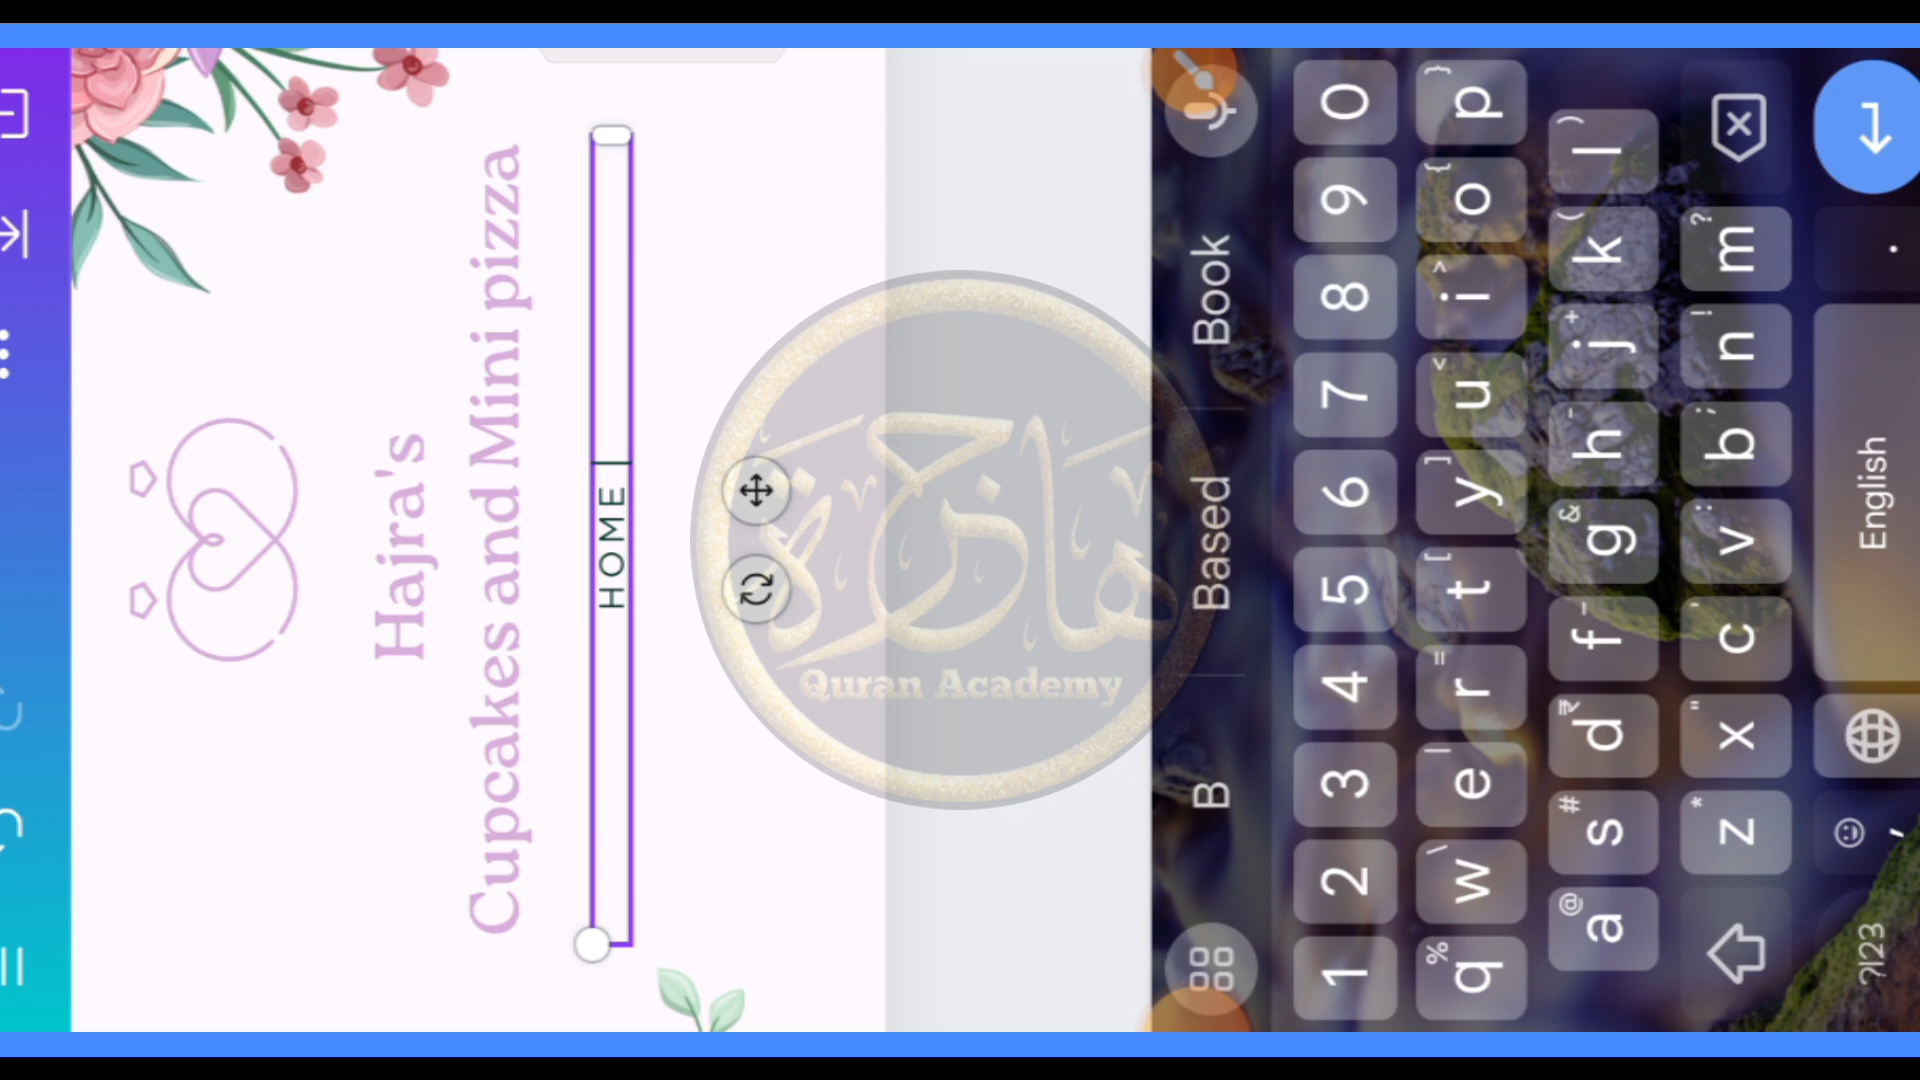 Hajra's
Cupcakes and Mini pizza
HOME
هاجرة
Quran Academy
B Based Book
1 2 3 4 5 6 7 8 9 0
% \ | = [ ] < > { }
q w e r t y u i o p
@ # ₹ _ & - + ( )
a s d f g h j k l
* " ' : ; ! ?
z x c v b n m
?123 , English .